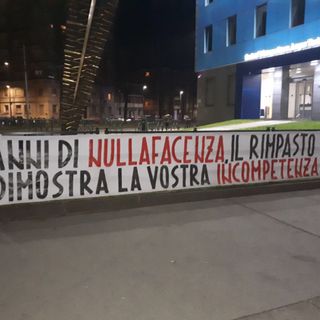 ANNI DI NULLAFACENZA, IL RIMPASTO
DIMOSTRA LA VOSTRA INCOMPETENZA